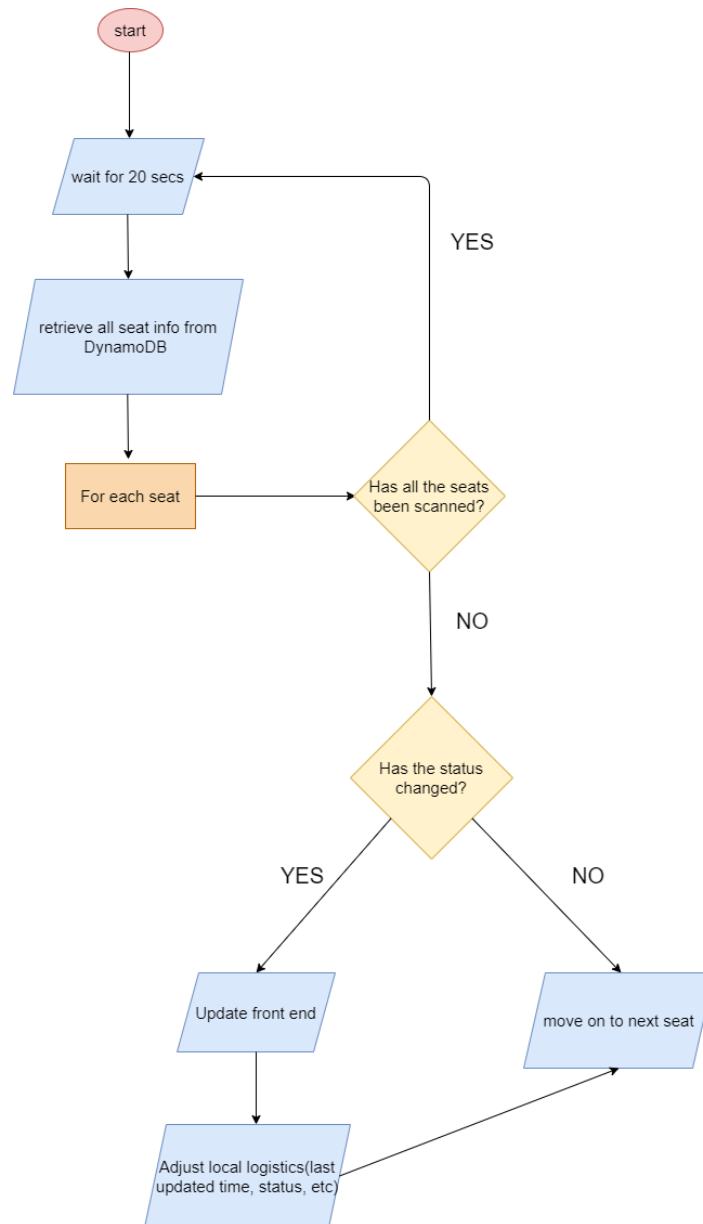 start
wait for 20 secs
YES
retrieve all seat info from
DynamoDB
For each seat
Has all the seats
been scanned?
NO
Has the status
changed?
YES
NO
Update front end
move on to next seat
Adjust local logistics(last
updated time, status, etc)